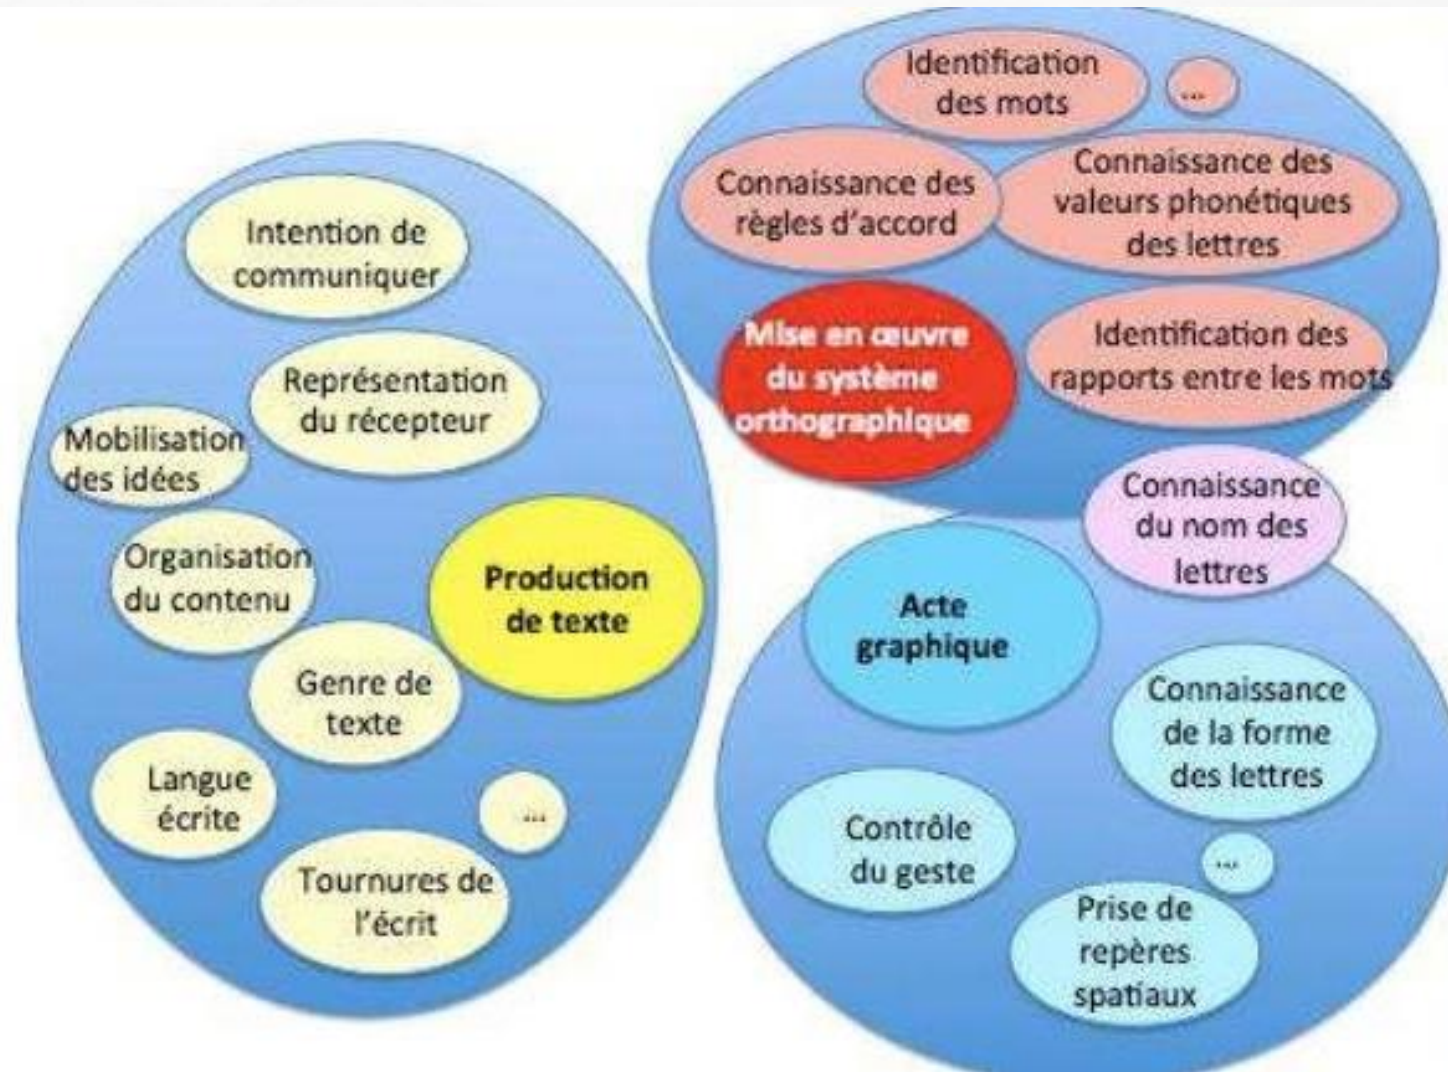 Intention de
communiquer
Représentation
du récepteur
Mobilisation
des idées
Organisation
du contenu
Production
de texte
Genre de
texte
Langue
écrite
...
Tournures de
l'écrit
Identification
des mots
...
Connaissance des
règles d'accord
Connaissance des
valeurs phonétiques
des lettres
Mise en œuvre
du système
orthographique
Identification des
rapports entre les mots
Connaissance
du nom des
lettres
Acte
graphique
Connaissance
de la forme
des lettres
Contrôle
du geste
...
Prise de
repères
spatiaux